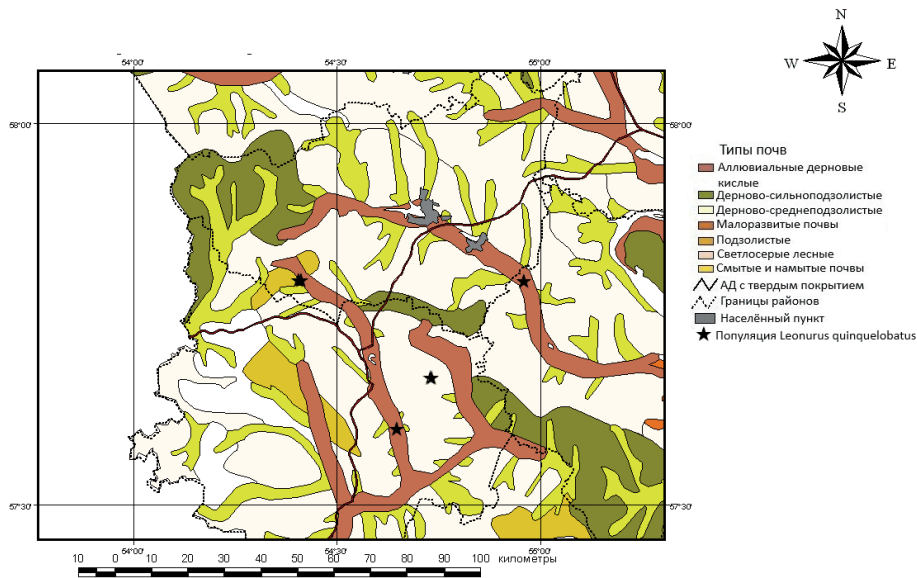 N
W E
S
54°00' 54°30' 55°00'
58°00' 58°00'
57°30' 57°30'
54°00' 54°30' 55°00'
10 0 10 20 30 40 50 60 70 80 90 100 километры
Типы почв
Аллювиальные дерновые
кислые
Дерново-сильноподзолистые
Дерново-среднеподзолистые
Малоразвитые почвы
Подзолистые
Светлосерые лесные
Смытые и намытые почвы
АД с твердым покрытием
Границы районов
Населённый пункт
Популяция Leonurus quinquelobatus